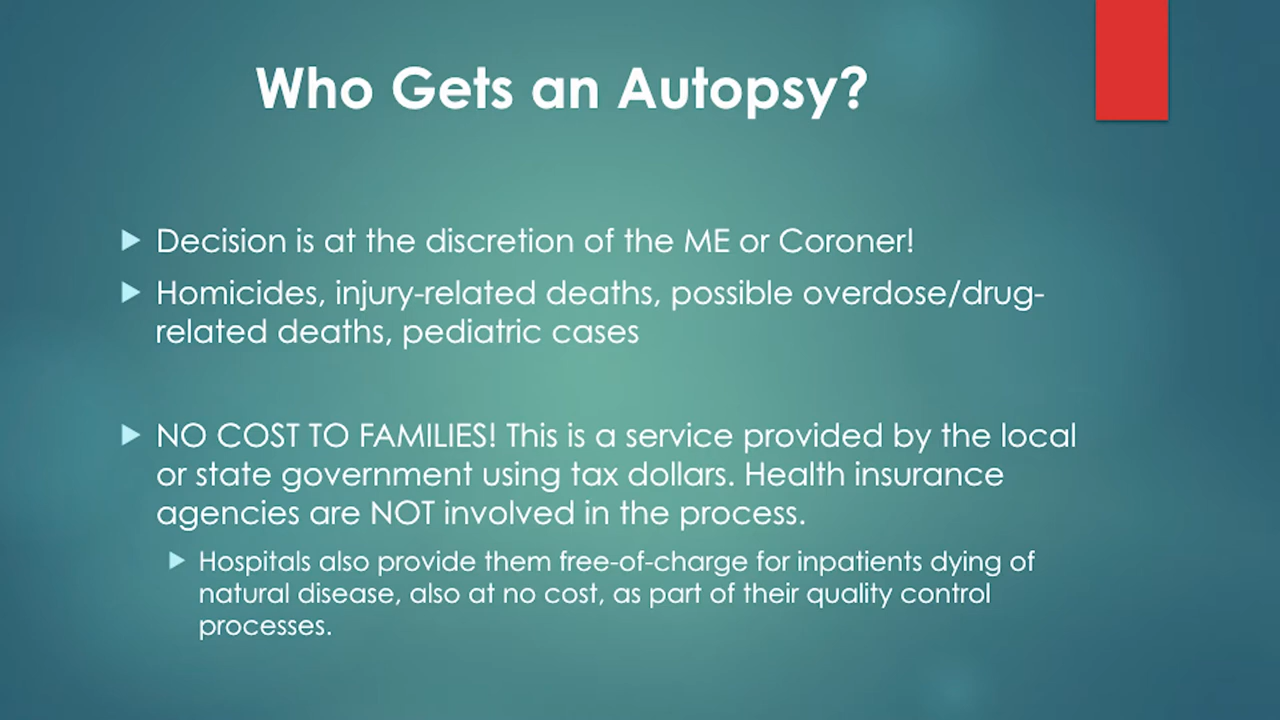 Who Gets an Autopsy?
Decision is at the discretion of the ME or Coroner!
Homicides, injury-related deaths, possible overdose/drug-
related deaths, pediatric cases
NO COST TO FAMILIES! This is a service provided by the local
or state government using tax dollars. Health insurance
agencies are NOT involved in the process.
Hospitals also provide them free-of-charge for inpatients dying of
natural disease, also at no cost, as part of their quality control
processes.